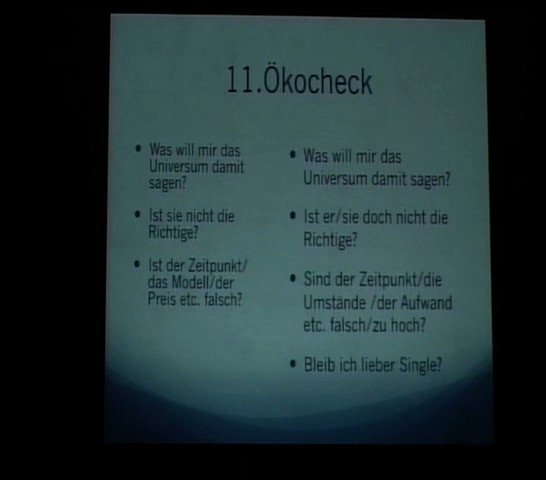 11.Ökocheck
• Was will mir das
Universum damit
sagen?
• Ist sie nicht die
Richtige?
• Ist der Zeitpunkt/
das Modell/der
Preis etc. falsch?
• Was will mir das
Universum damit sagen?
• Ist er/sie doch nicht die
Richtige?
• Sind der Zeitpunkt/die
Umstände /der Aufwand
etc. falsch/zu hoch?
• Bleib ich lieber Single?